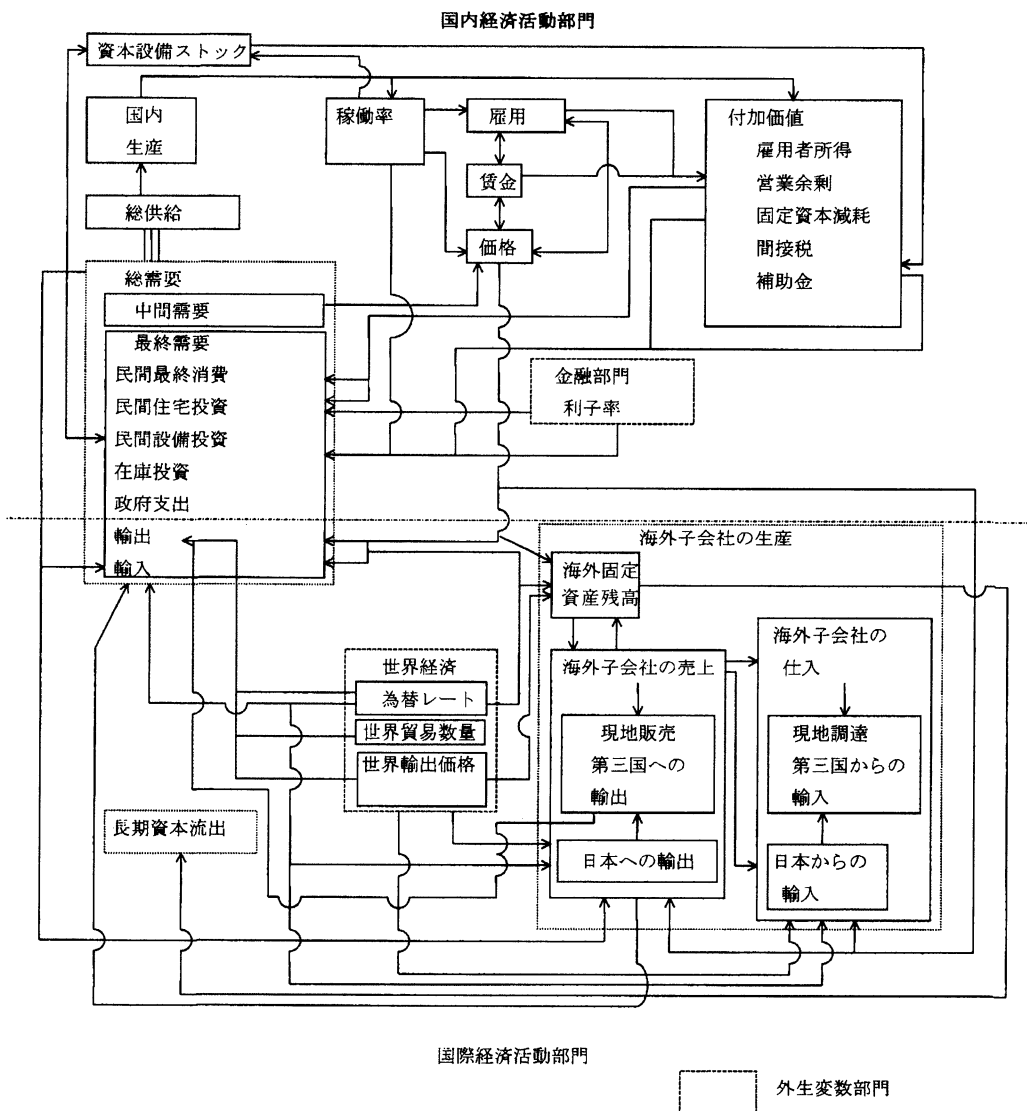 国内経済活動部門
資本設備ストック
国内
生産
稼働率
雇用
賃金
価格
付加価値
雇用者所得
営業余剰
固定資本減耗
間接税
補助金
総供給
総需要
中間需要
最終需要
民間最終消費
民間住宅投資
民間設備投資
在庫投資
政府支出
輸出
輸入
金融部門
利子率
海外子会社の生産
海外固定
資産残高
海外子会社の売上
現地販売
第三国への
輸出
日本への輸出
海外子会社の
仕入
現地調達
第三国からの
輸入
日本からの
輸入
世界経済
為替レート
世界貿易数量
世界輸出価格
長期資本流出
国際経済活動部門
外生変数部門